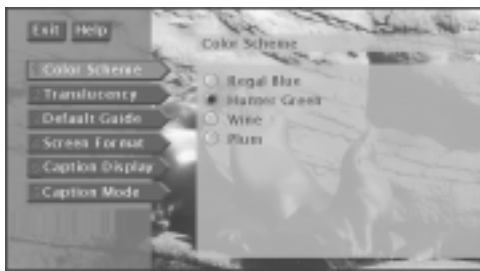 Exit Help
Color Scheme
Color Scheme
Translucency
Default Guide
Screen Format
Caption Display
Caption Mode
Regal Blue
Hunter Green
Wine
Plum